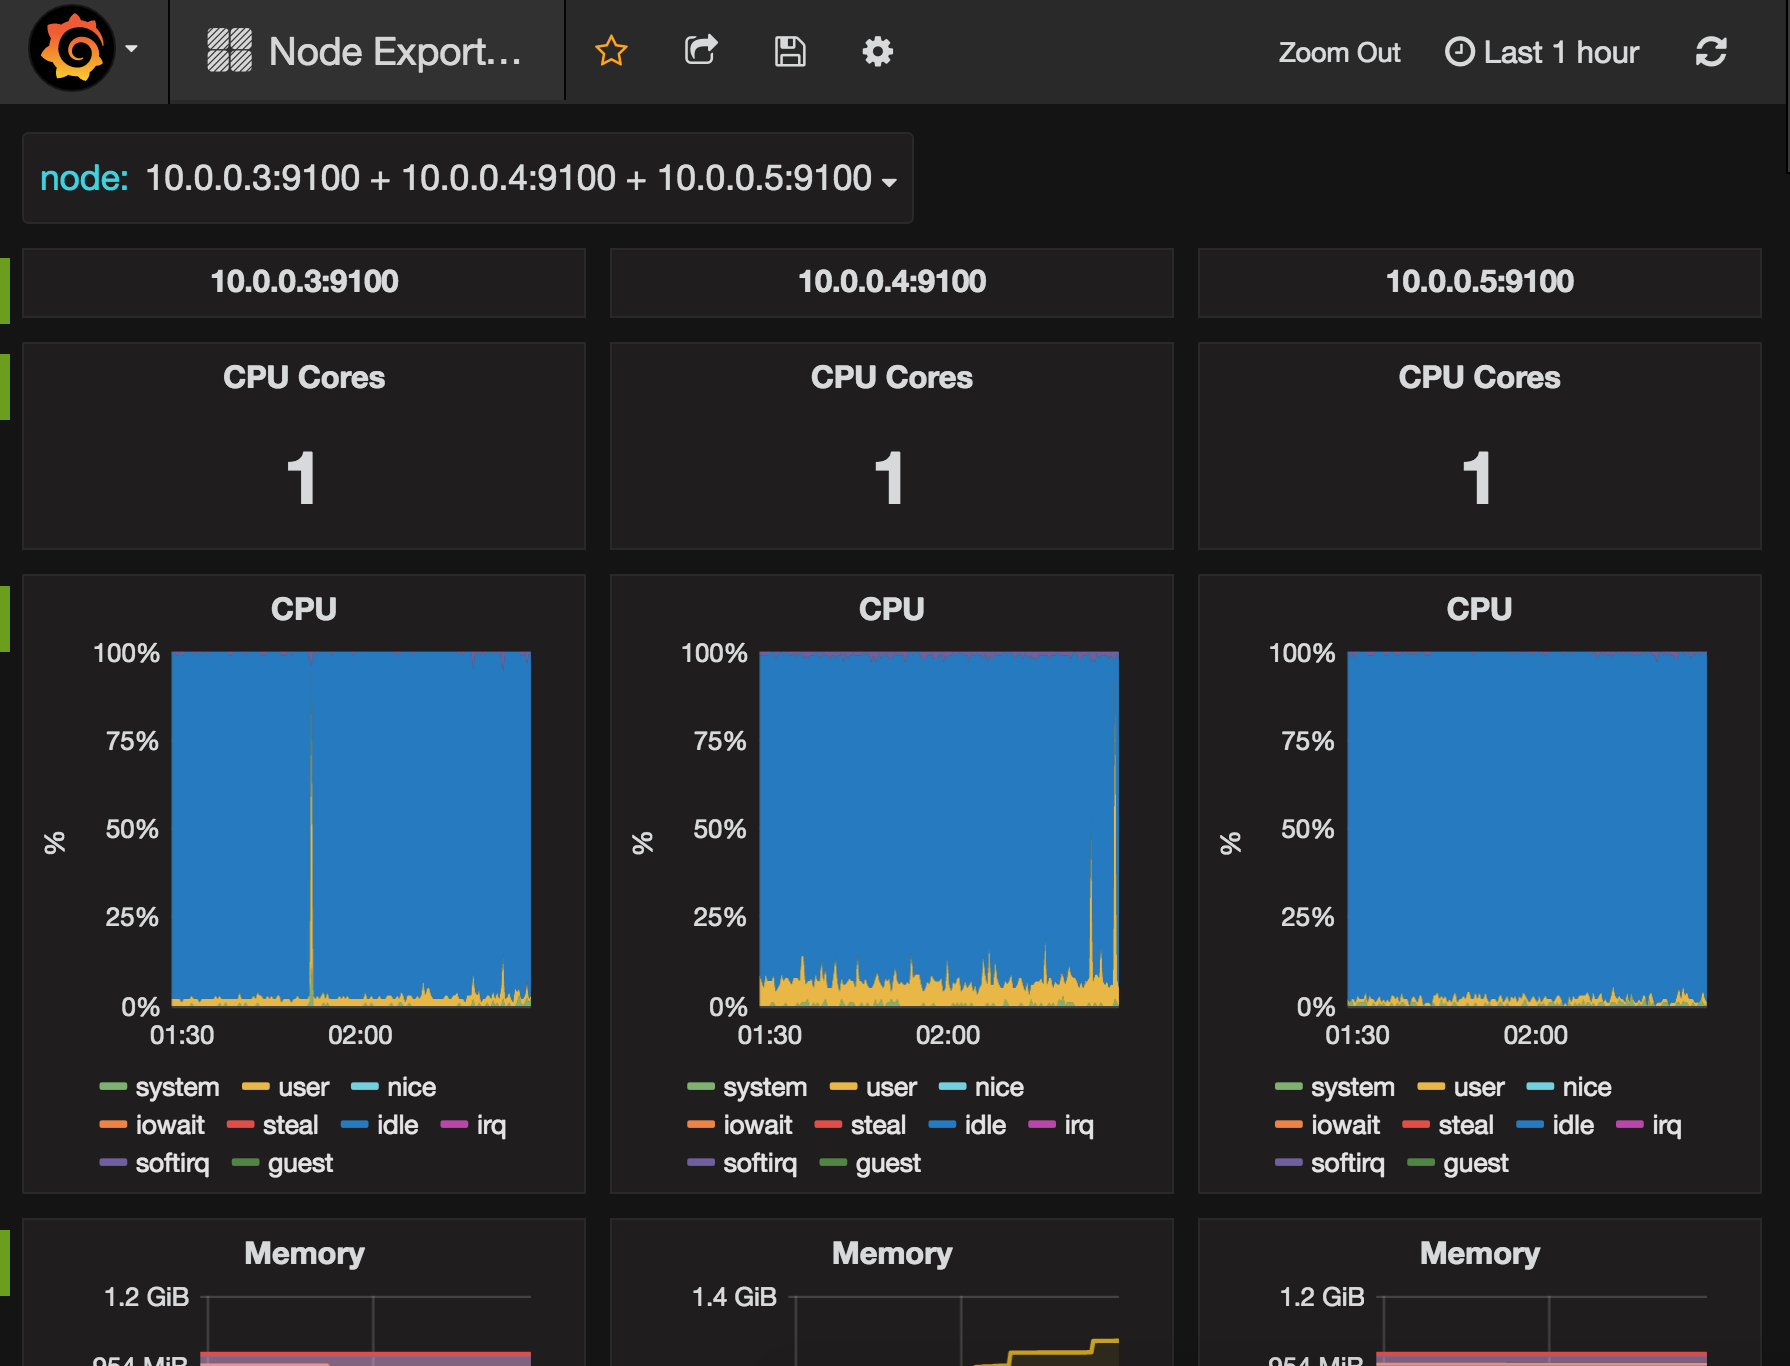 Node Export...
Zoom Out
Last 1 hour
node: 10.0.0.3:9100 + 10.0.0.4:9100 + 10.0.0.5:9100
10.0.0.3:9100
10.0.0.4:9100
10.0.0.5:9100
CPU Cores
1
CPU Cores
1
CPU Cores
1
CPU
100%
75%
50%
25%
0%
%
01:30 02:00
system user nice
iowait steal idle irq
softirq guest
CPU
100%
75%
50%
25%
0%
%
01:30 02:00
system user nice
iowait steal idle irq
softirq guest
CPU
100%
75%
50%
25%
0%
%
01:30 02:00
system user nice
iowait steal idle irq
softirq guest
Memory
1.2 GiB
954 MiB
Memory
1.4 GiB
Memory
1.2 GiB
954 MiB